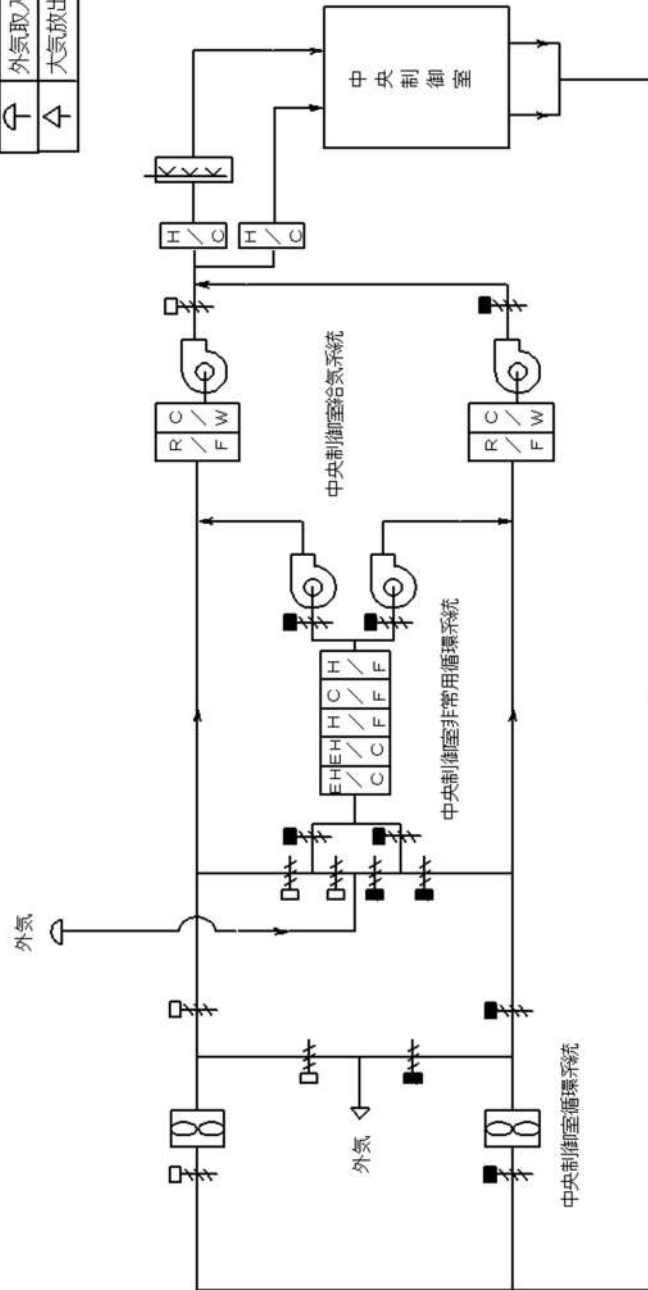 外気取入
大気放出
外気
H/C
H/C
R/F
C/W
中央制御室
中央制御室給気系統
EH/C
EH/C
H/F
C/F
H/F
外気
中央制御室非常用循環系統
R/F
C/W
中央制御室循環系統